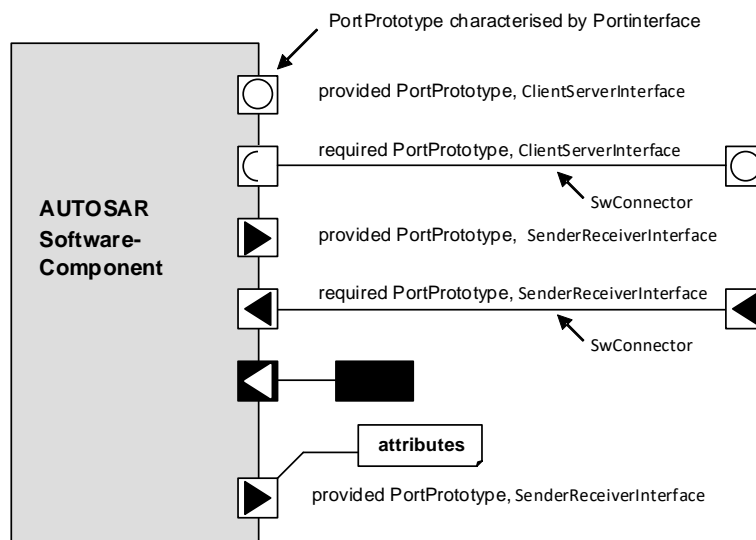 PortPrototype characterised by Portinterface
provided PortPrototype, ClientServerInterface
required PortPrototype, ClientServerInterface
SwConnector
AUTOSAR
Software-
Component
provided PortPrototype, SenderReceiverInterface
required PortPrototype, SenderReceiverInterface
SwConnector
attributes
provided PortPrototype, SenderReceiverInterface